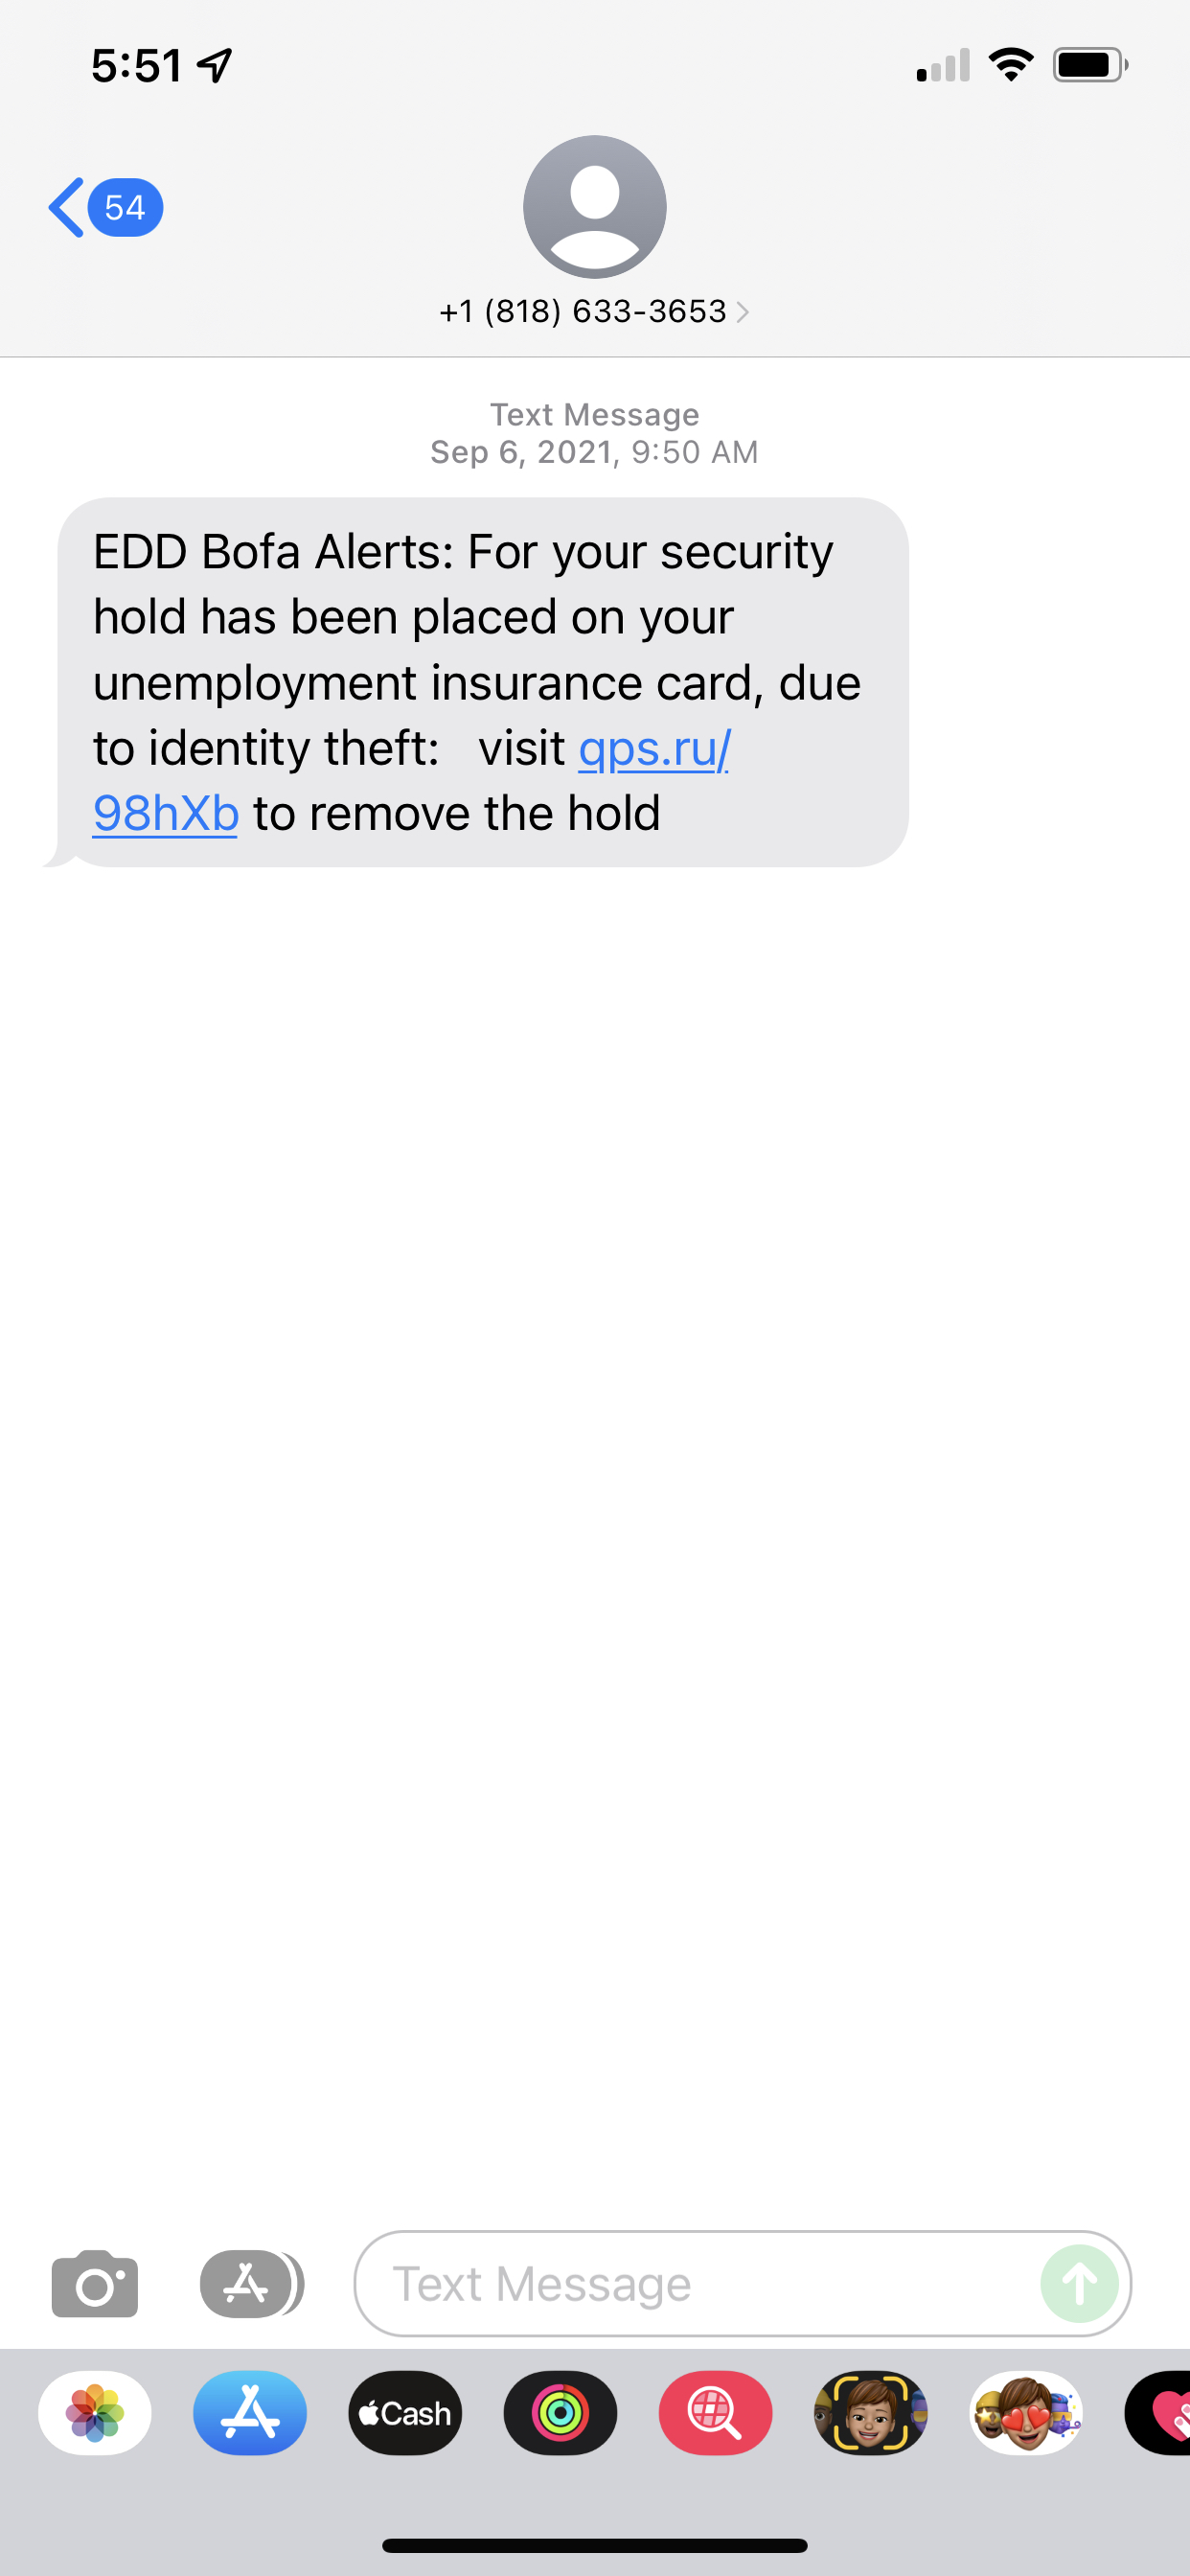 5:51
54
+1 (818) 633-3653
Text Message
Sep 6, 2021, 9:50 AM
EDD Bofa Alerts: For your security
hold has been placed on your
unemployment insurance card, due
to identity theft:   visit qps.ru/
98hXb to remove the hold
Text Message
Cash